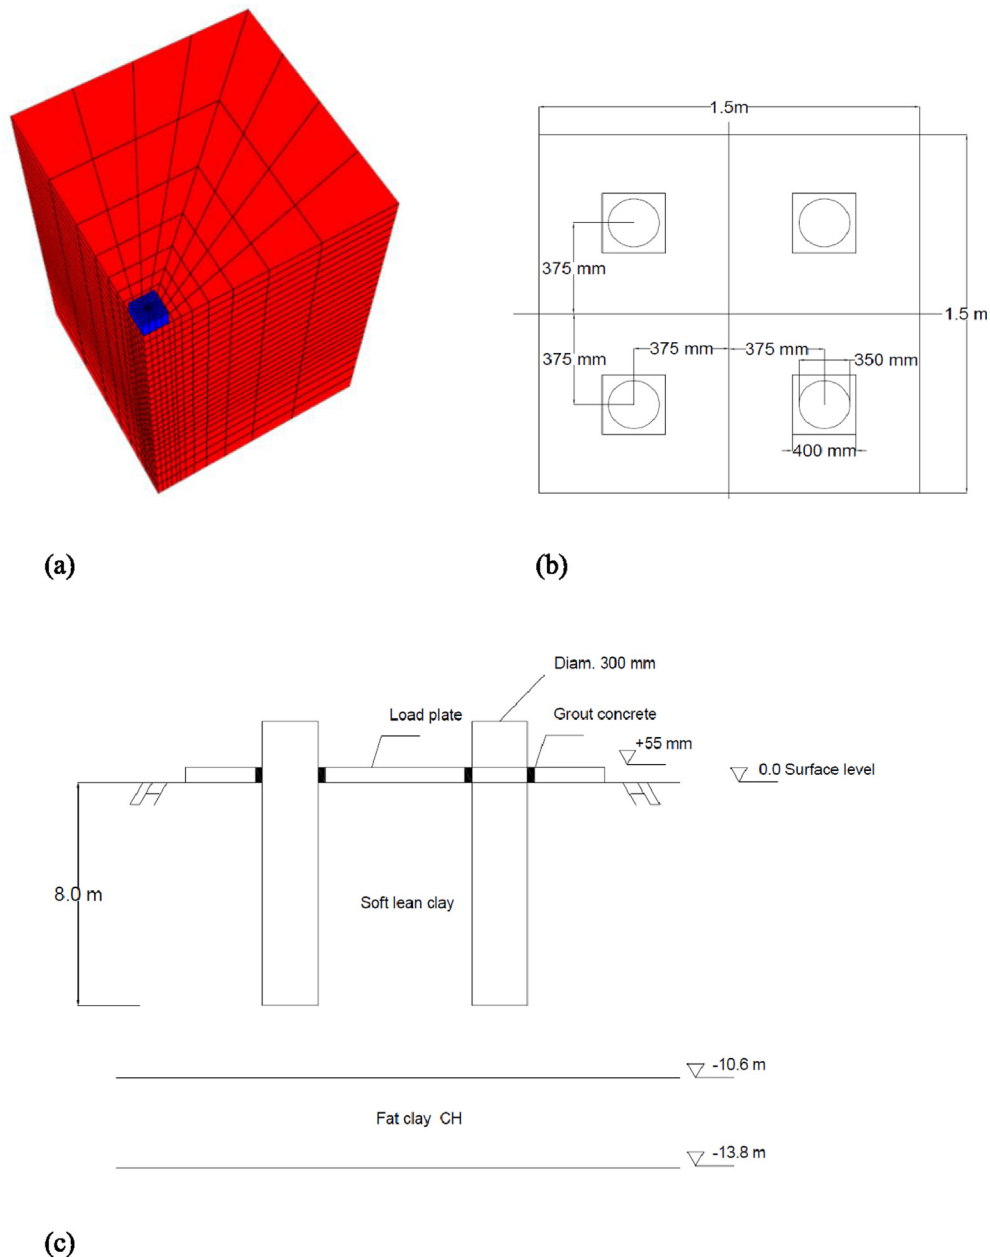 1.5m
375 mm
1.5 m
375 mm
375 mm
375 mm
350 mm
400 mm
(a)
(b)
Diam. 300 mm
Load plate
Grout concrete
+55 mm
0.0 Surface level
8.0 m
Soft lean clay
-10.6 m
Fat clay CH
-13.8 m
(c)